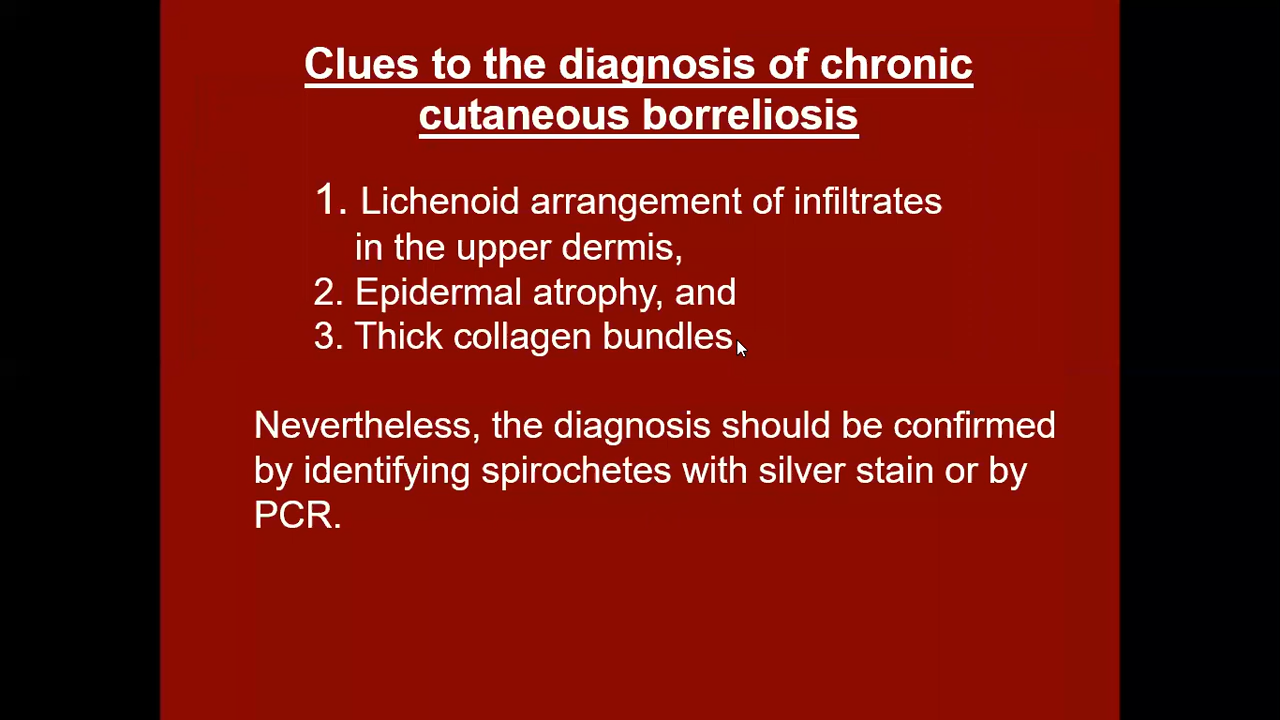 Clues to the diagnosis of chronic
cutaneous borreliosis
1. Lichenoid arrangement of infiltrates
in the upper dermis,
2. Epidermal atrophy, and
3. Thick collagen bundles.
Nevertheless, the diagnosis should be confirmed
by identifying spirochetes with silver stain or by
PCR.